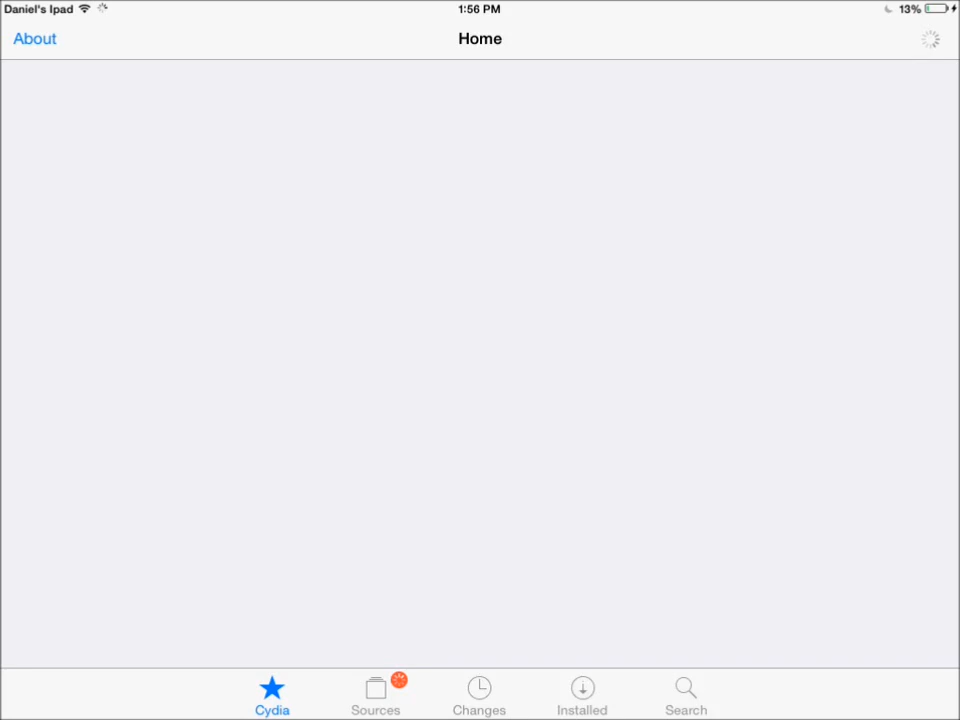 Daniel's Ipad 1:56 PM 13%
About Home
Cydia Sources Changes Installed Search